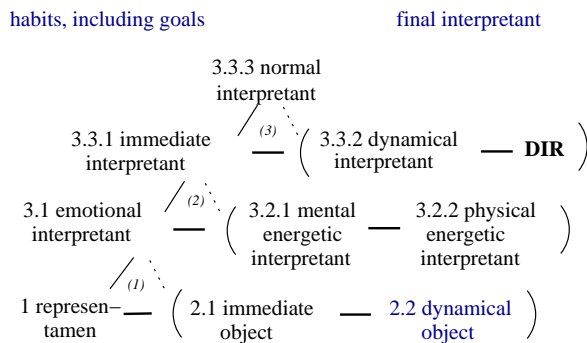 habits, including goals final interpretant
3.3.3 normal
interpretant
3.3.1 immediate (3) 3.3.2 dynamical
interpretant interpretant DIR
3.1 emotional (2) 3.2.1 mental 3.2.2 physical
interpretant energetic energetic
interpretant interpretant
1 represen− (1) 2.1 immediate 2.2 dynamical
tamen object object